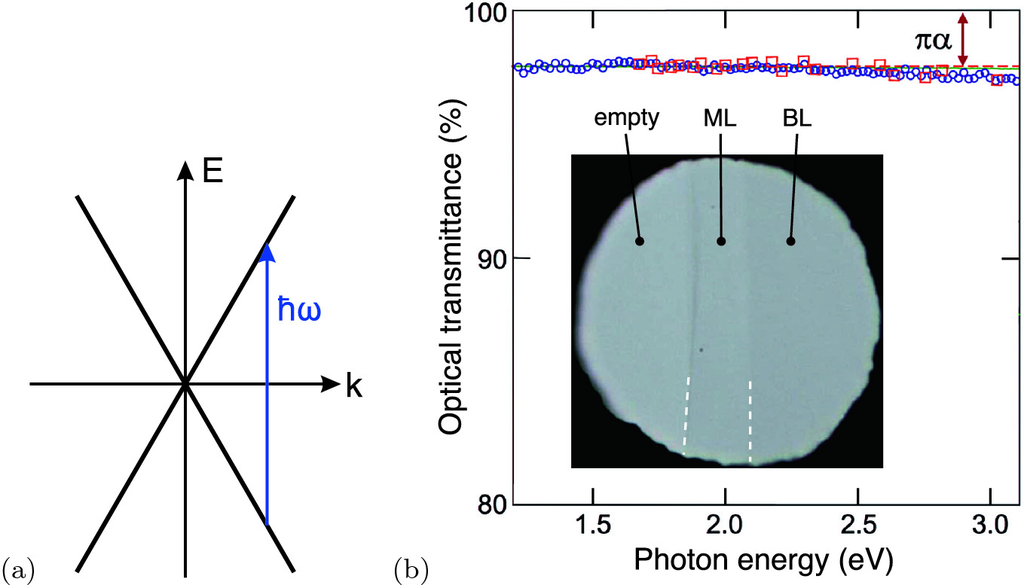 E
ħω
k
(a)
100
πα
empty ML BL
90
80
Optical transmittance (%)
1.5 2.0 2.5 3.0
Photon energy (eV)
(b)